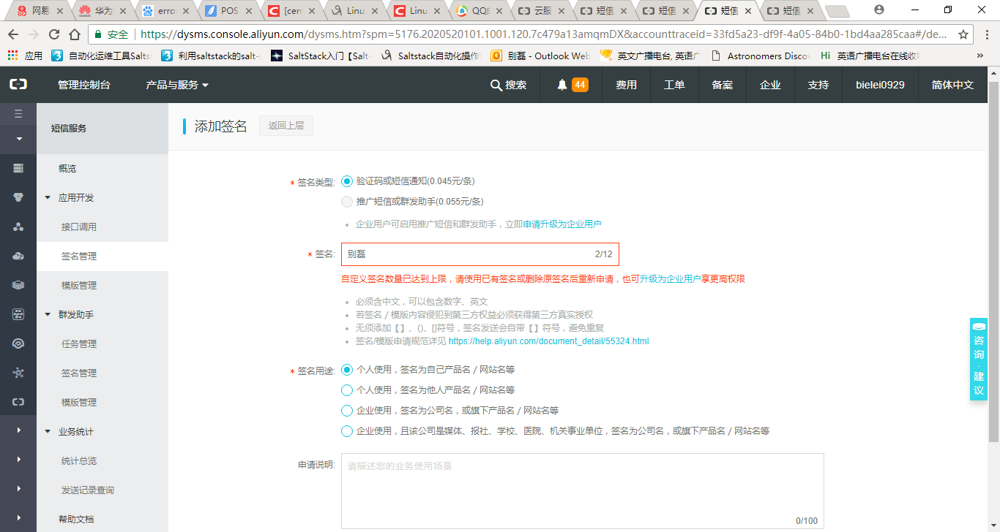 网易
华为
erro
POS
[cen
Linu
Linu
QQ
云服
短信
短信
短信
短信
安全 https://dysms.console.aliyun.com/dysms.htm?spm=5176.2020520101.1001.120.7c479a13amqmDX&accounttraceid=33fd5a23-df9f-4a05-84b0-1bd4aa285caa#/de...
应用
自动化运维工具Salts
利用saltstack的salt-
SaltStack入门【Salt-
Saltstack自动化操作
别磊 - Outlook Web
英文广播电台, 英语广
Astronomers Disco
Hi 英语广播电台在线收
»
管理控制台
产品与服务
搜索
44
费用
工单
备案
企业
支持
bielei0929
简体中文
短信服务
添加签名
返回上层
概览
应用开发
接口调用
签名管理
模版管理
群发助手
任务管理
签名管理
模版管理
业务统计
统计总览
发送记录查询
帮助文档
* 签名类型:
验证码或短信通知(0.045元/条)
推广短信或群发助手(0.055元/条)
企业用户可启用推广短信和群发助手，立即申请升级为企业用户
* 签名:
别磊
2/12
自定义签名数量已达到上限，请使用已有签名或删除原签名后重新申请，也可升级为企业用户享更高权限
必须含中文，可以包含数字、英文
若签名 / 模版内容侵犯到第三方权益必须获得第三方真实授权
无须添加【】、()、[]符号，签名发送会自带【】符号，避免重复
签名/模版申请规范详见 https://help.aliyun.com/document_detail/55324.html
* 签名用途:
个人使用，签名为自己产品名 / 网站名等
个人使用，签名为他人产品名 / 网站名等
企业使用，签名为公司名，或旗下产品名 / 网站名等
企业使用，且该公司是媒体、报社、学校、医院、机关事业单位，签名为公司名，或旗下产品名 / 网站名等
申请说明:
请描述您的业务使用场景
0/100
咨询·建议